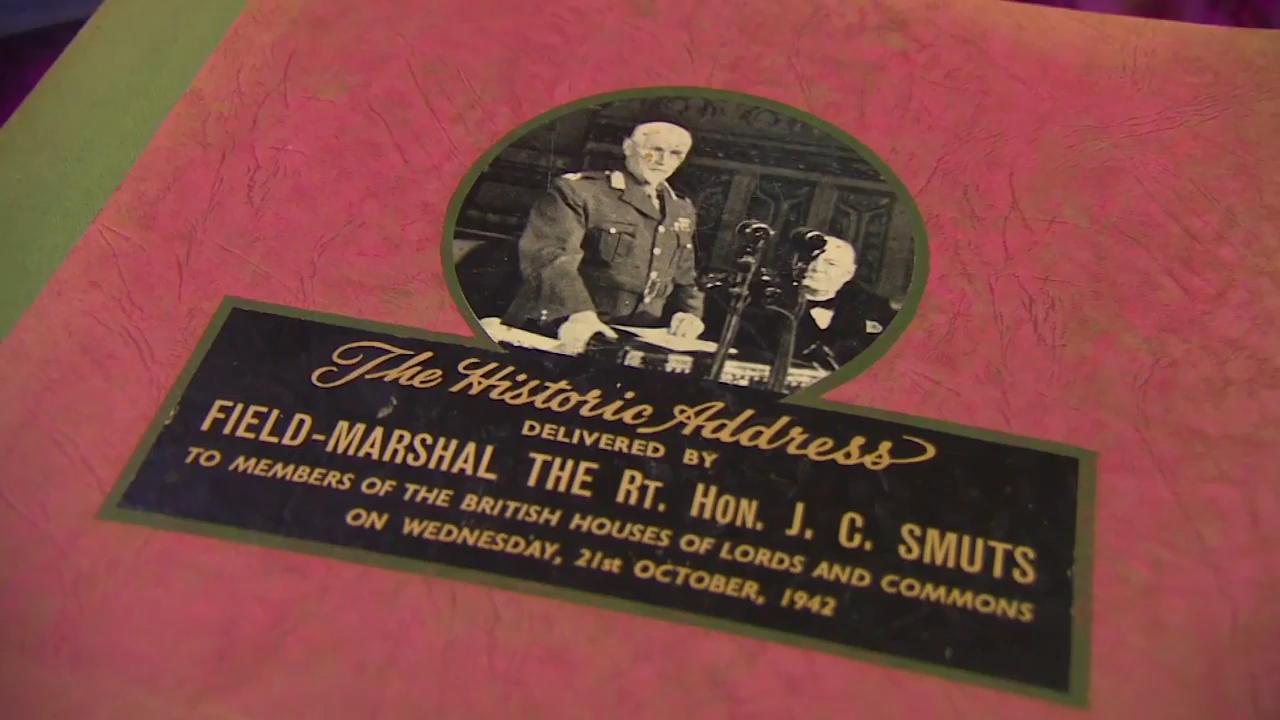 The Historic Address
DELIVERED BY
FIELD-MARSHAL THE RT. HON. J. C. SMUTS
TO MEMBERS OF THE BRITISH HOUSES OF LORDS AND COMMONS
ON WEDNESDAY, 21st OCTOBER, 1942